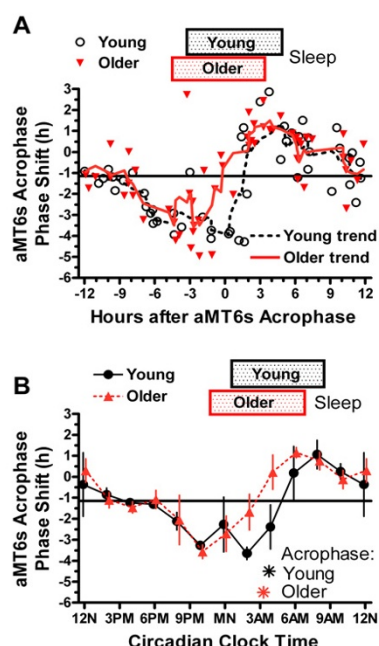 A
Young
Older
Young
Older
Sleep
aMT6s Acrophase
Phase Shift (h)
3
2
1
0
-1
-2
-3
-4
-5
-6
Young trend
Older trend
-12 -9 -6 -3 0 3 6 9 12
Hours after aMT6s Acrophase
B
Young
Older
Young
Older
Sleep
aMT6s Acrophase
Phase Shift (h)
3
2
1
0
-1
-2
-3
-4
-5
-6
Acrophase:
Young
Older
12N 3PM 6PM 9PM MN 3AM 6AM 9AM 12N
Circadian Clock Time